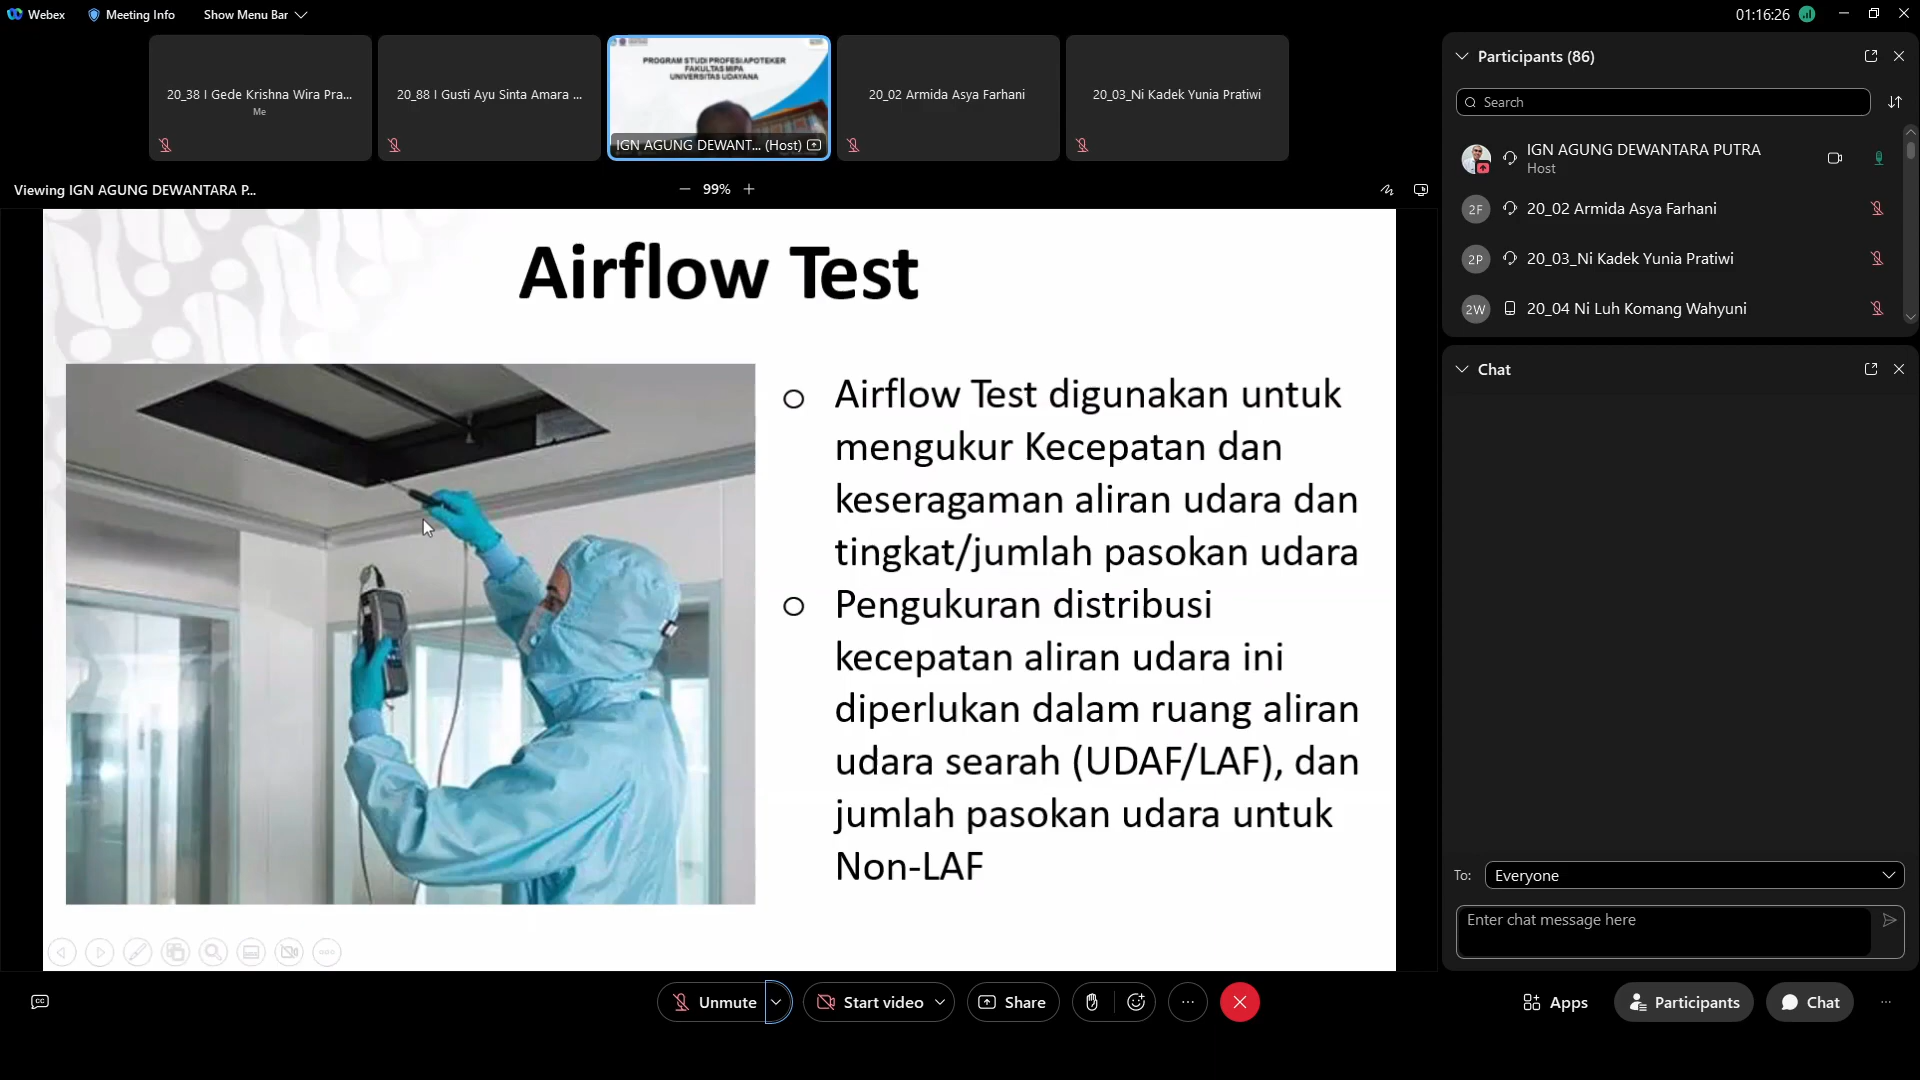 Webex
Meeting Info
Show Menu Bar
01:16:26
20_38 I Gede Krishna Wira Pra...
Me
20_88 I Gusti Ayu Sinta Amara ...
PROGRAM STUDI PROFESI APOTEKER
FAKULTAS MIPA
UNIVERSITAS UDAYANA
IGN AGUNG DEWANT... (Host)
20_02 Armida Asya Farhani
20_03_Ni Kadek Yunia Pratiwi
Viewing IGN AGUNG DEWANTARA P...
99%
Airflow Test
Airflow Test digunakan untuk
mengukur Kecepatan dan
keseragaman aliran udara dan
tingkat/jumlah pasokan udara
Pengukuran distribusi
kecepatan aliran udara ini
diperlukan dalam ruang aliran
udara searah (UDAF/LAF), dan
jumlah pasokan udara untuk
Non-LAF
Participants (86)
Search
IGN AGUNG DEWANTARA PUTRA
Host
2F 20_02 Armida Asya Farhani
2P 20_03_Ni Kadek Yunia Pratiwi
2W 20_04 Ni Luh Komang Wahyuni
Chat
To: Everyone
Enter chat message here
CC
Unmute
Start video
Share
Apps
Participants
Chat